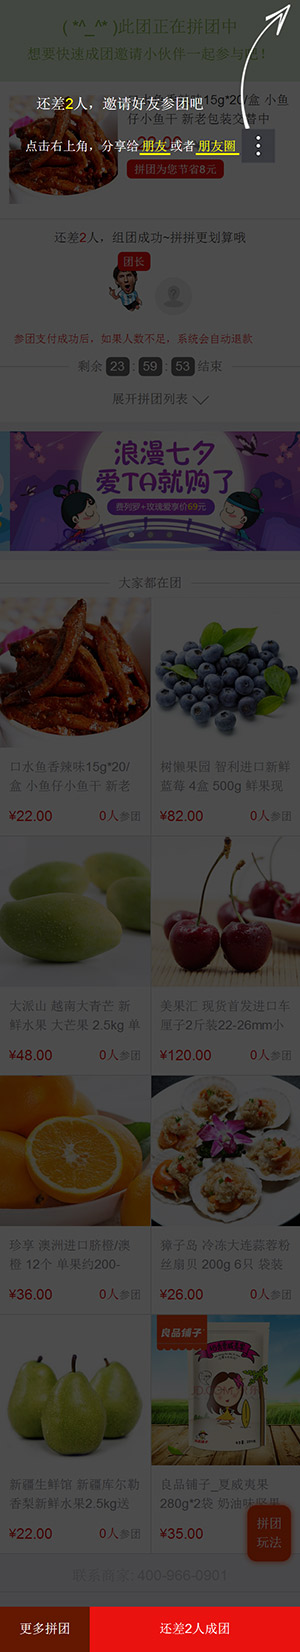 ( *^_^* )此团正在拼团中
想要快速成团邀请小伙伴一起参与吧！
口水鱼香辣味15g*20/盒 小鱼
仔小鱼干 新老包装交替中
还差2人，邀请好友参团吧
点击右上角，分享给 朋友 或者 朋友圈
拼团为您节省8元
还差2人，组团成功~拼拼更划算哦
团长
参团支付成功后，如果人数不足，系统会自动退款
剩余 23 : 59 : 53 结束
展开拼团列表
浪漫七夕
爱TA就购了
费列罗+玫瑰爱享价69元
大家都在团
口水鱼香辣味15g*20/
盒 小鱼仔小鱼干 新老
¥22.00 0人参团
树懒果园 智利进口新鲜
蓝莓 4盒 500g 鲜果现
¥82.00 0人参团
大派山 越南大青芒 新
鲜水果 大芒果 2.5kg 单
¥48.00 0人参团
美果汇 现货首发进口车
厘子2斤装22-26mm小
¥120.00 0人参团
珍享 澳洲进口脐橙/澳
橙 12个 单果约200-
¥36.00 0人参团
獐子岛 冷冻大连蒜蓉粉
丝扇贝 200g 6只 袋装
¥26.00 0人参团
良品铺子
新疆生鲜馆 新疆库尔勒
香梨新鲜水果2.5kg送
¥22.00 0人参团
良品铺子_夏威夷果
280g*2袋 奶油味坚果
¥35.00
拼团
玩法
联系商家: 400-966-0901
更多拼团
还差2人成团